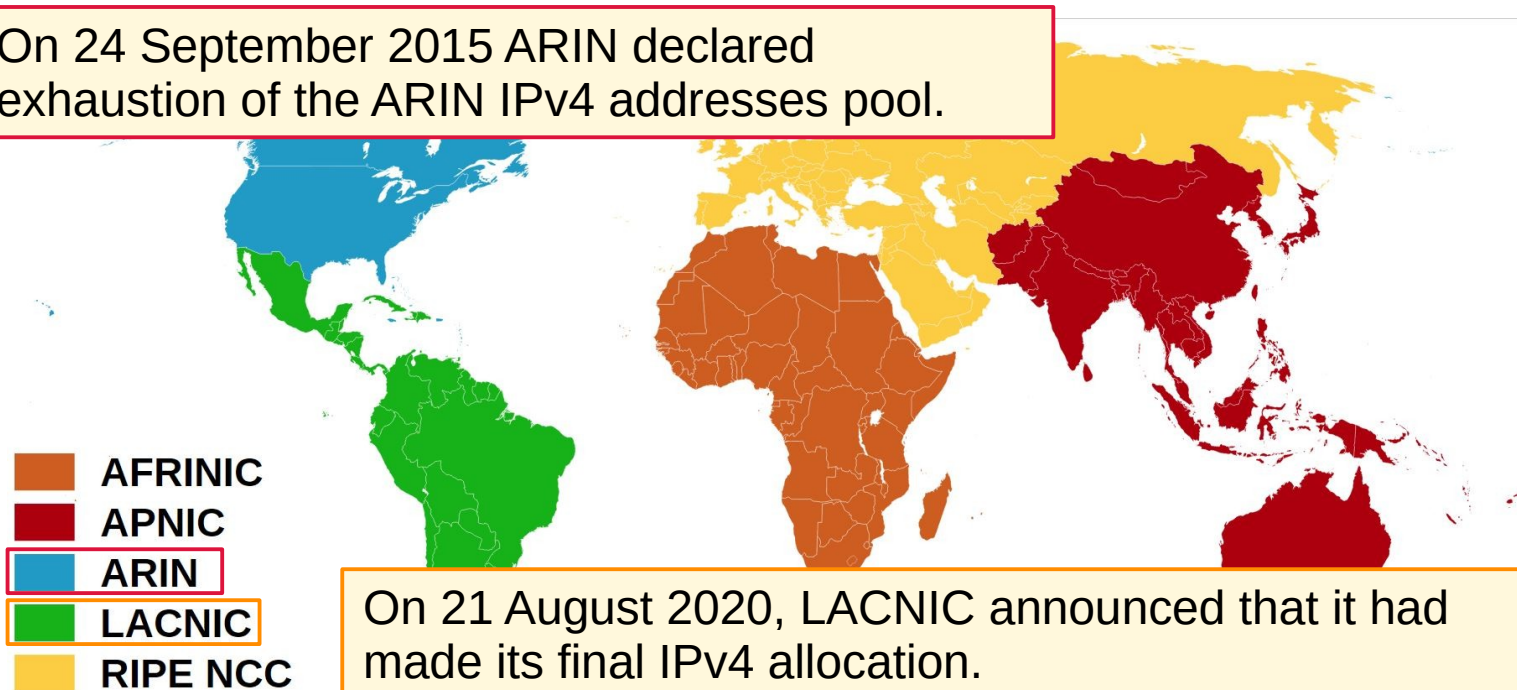 On 24 September 2015 ARIN declared
exhaustion of the ARIN IPv4 addresses pool.
AFRINIC
APNIC
ARIN
LACNIC
RIPE NCC
On 21 August 2020, LACNIC announced that it had
made its final IPv4 allocation.